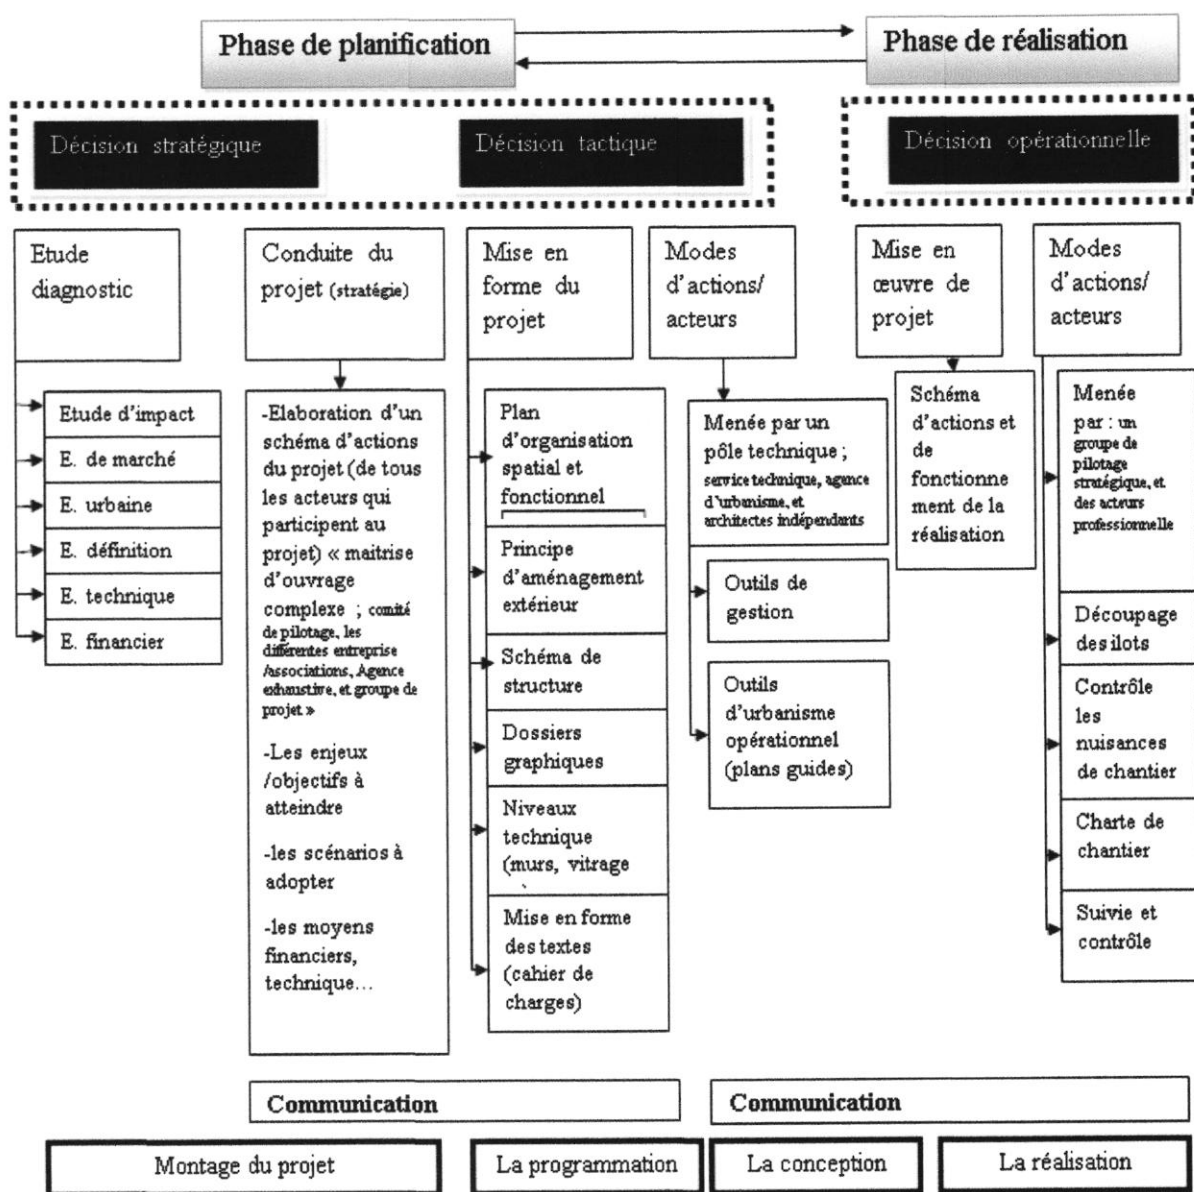 Phase de planification
Phase de réalisation
Décision stratégique
Décision tactique
Décision opérationnelle
Etude
diagnostic
Conduite du
projet (stratégie)
Mise en
forme du
projet
Modes
d'actions/
acteurs
Mise en
œuvre de
projet
Modes
d'actions/
acteurs
Etude d'impact
E. de marché
E. urbaine
E. définition
E. technique
E. financier
-Elaboration d'un
schéma d'actions
du projet (de tous
les acteurs qui
participent au
projet) « maitrise
d'ouvrage
complexe ; comité
de pilotage, les
différentes entreprise
/associations, Agence
exhaustive, et groupe de
projet »
-Les enjeux
/objectifs à
atteindre
-les scénarios à
adopter
-les moyens
financiers,
technique...
Plan
d'organisation
spatial et
fonctionnel
Principe
d'aménagement
extérieur
Schéma de
structure
Dossiers
graphiques
Niveaux
technique
(murs, vitrage
Mise en forme
des textes
(cahier de
charges)
Menée par un
pôle technique ;
service technique, agence
d'urbanisme, et
architectes indépendants
Outils de
gestion
Outils
d'urbanisme
opérationnel
(plans guides)
Schéma
d'actions et
de
fonctionne
ment de la
réalisation
Menée
par : un
groupe de
pilotage
stratégique, et
des acteurs
professionnelle
Découpage
des ilots
Contrôle
les
nuisances
de chantier
Charte de
chantier
Suivie et
contrôle
Communication
Communication
Montage du projet
La programmation
La conception
La réalisation